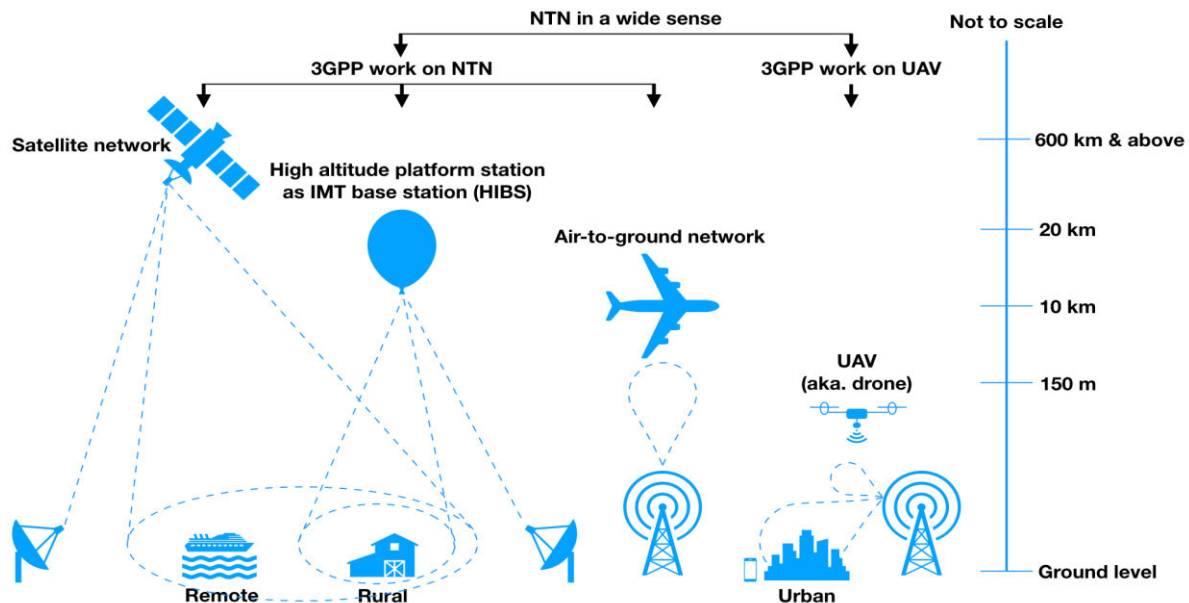 NTN in a wide sense
Not to scale
3GPP work on NTN
3GPP work on UAV
Satellite network
600 km & above
High altitude platform station
as IMT base station (HIBS)
20 km
Air-to-ground network
10 km
UAV
(aka. drone)
150 m
Remote
Rural
Urban
Ground level